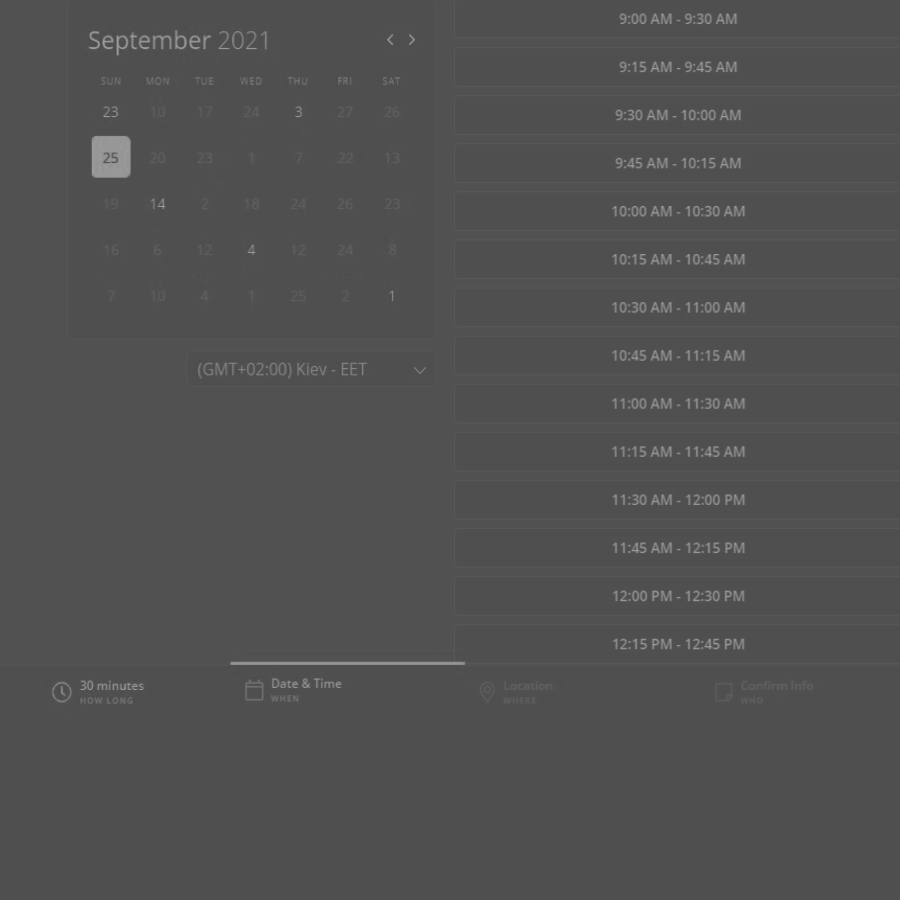 September 2021
SUN MON TUE WED THU FRI SAT
23 10 17 24 3 27 26
25 20 23 1 7 22 13
19 14 2 18 24 26 23
16 6 12 4 12 24 8
7 10 4 1 25 2 1
(GMT+02:00) Kiev - EET
9:00 AM - 9:30 AM
9:15 AM - 9:45 AM
9:30 AM - 10:00 AM
9:45 AM - 10:15 AM
10:00 AM - 10:30 AM
10:15 AM - 10:45 AM
10:30 AM - 11:00 AM
10:45 AM - 11:15 AM
11:00 AM - 11:30 AM
11:15 AM - 11:45 AM
11:30 AM - 12:00 PM
11:45 AM - 12:15 PM
12:00 PM - 12:30 PM
12:15 PM - 12:45 PM
30 minutes
HOW LONG
Date & Time
WHEN
Location
WHERE
Confirm Info
WHO